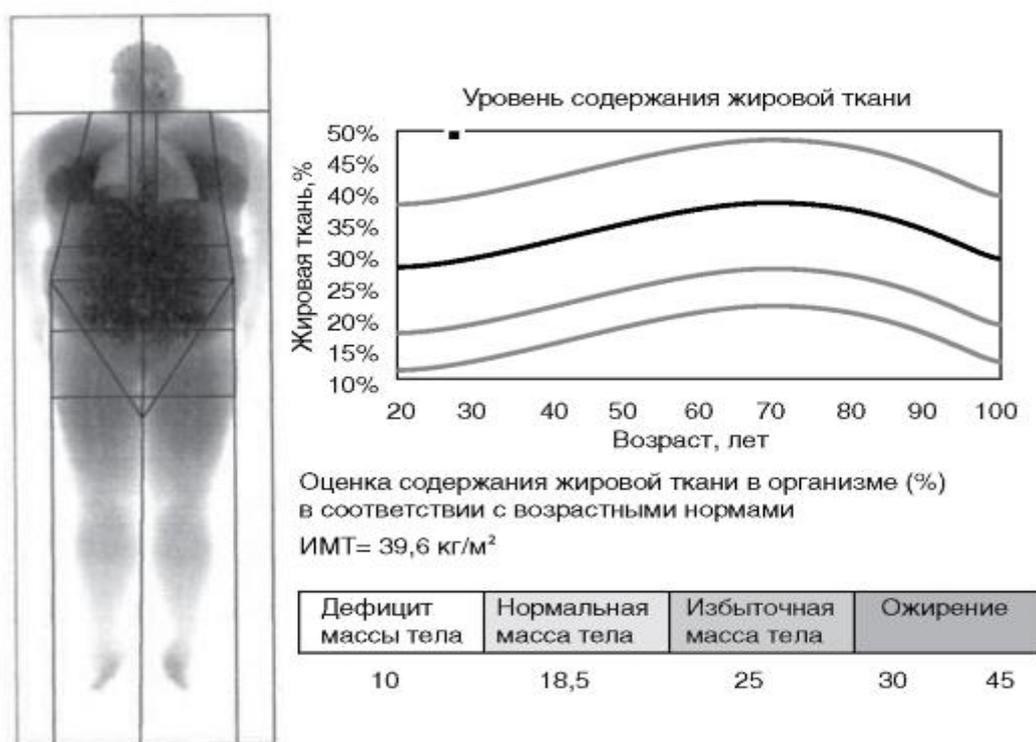 Уровень содержания жировой ткани
Жировая ткань,%
50%
45%
40%
35%
30%
25%
20%
15%
10%
20 30 40 50 60 70 80 90 100
Возраст, лет
Оценка содержания жировой ткани в организме (%)
в соответствии с возрастными нормами
ИМТ= 39,6 кг/м²
Дефицит Нормальная Избыточная Ожирение
массы тела масса тела масса тела
10 18,5 25 30 45